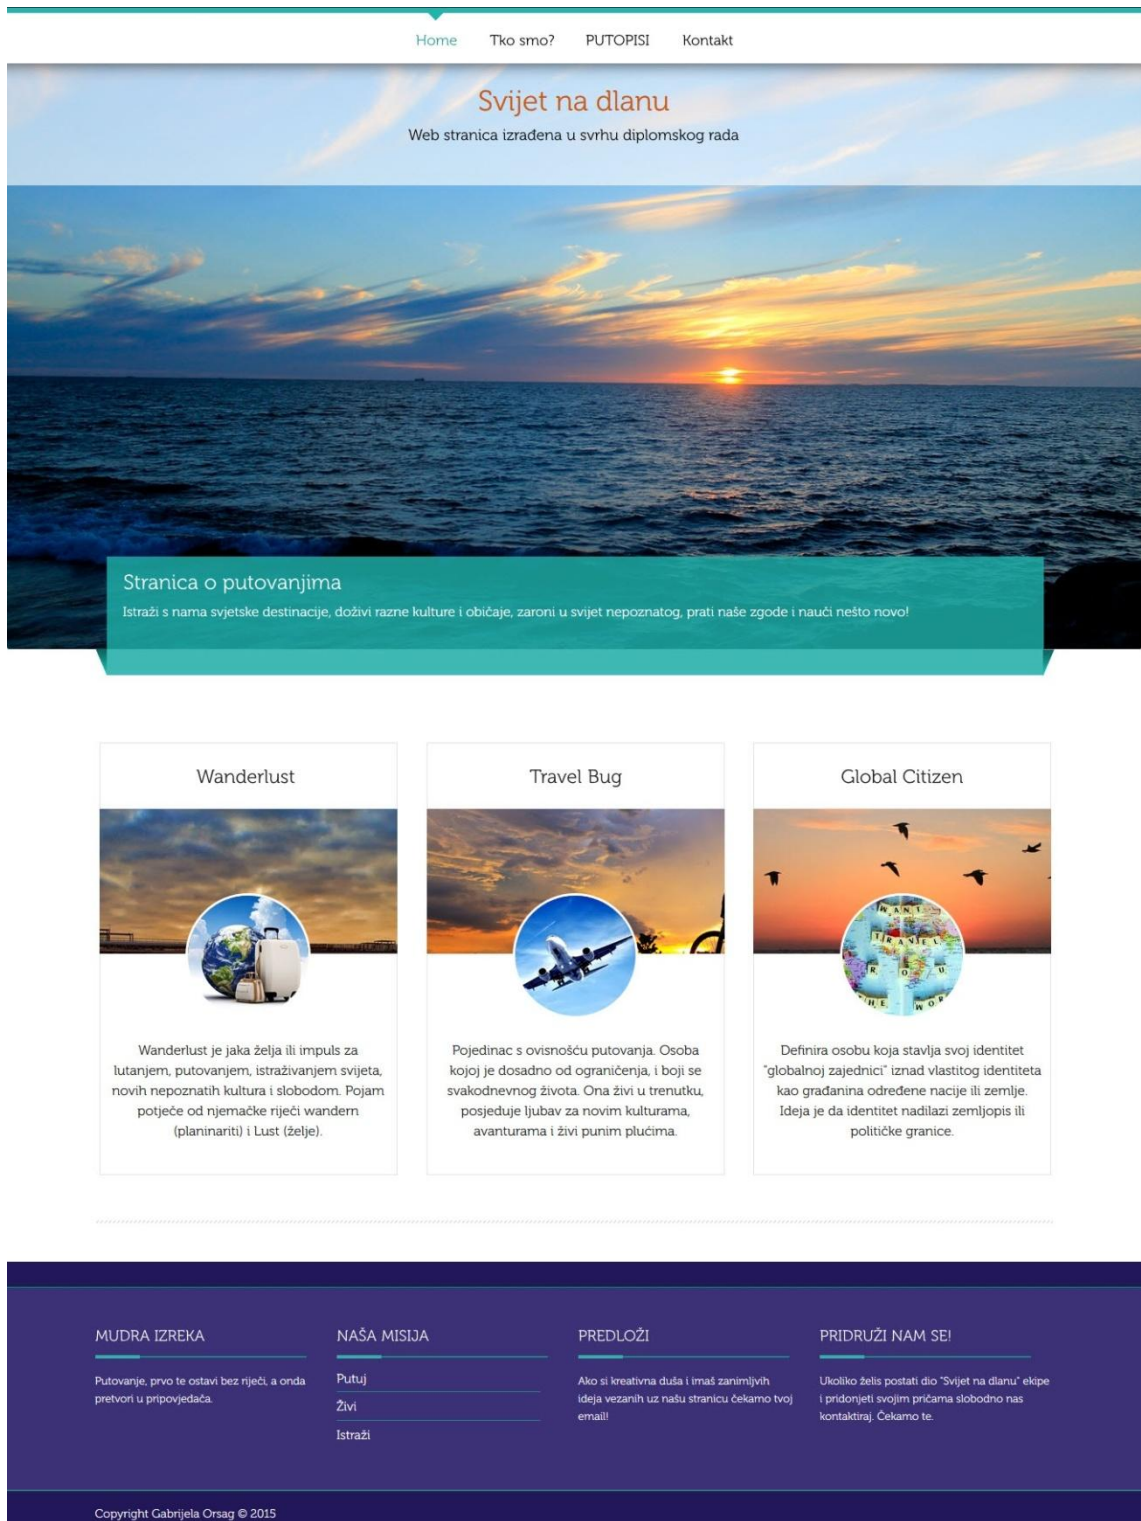 Home Tko smo? PUTOPISI Kontakt
Svijet na dlanu
Web stranica izrađena u svrhu diplomskog rada
Stranica o putovanjima
Istraži s nama svjetske destinacije, doživi razne kulture i običaje, zaroni u svijet nepoznatog, prati naše zgode i nauči nešto novo!
Wanderlust
Wanderlust je jaka želja ili impuls za
lutanjem, putovanjem, istraživanjem svijeta,
novih nepoznatih kultura i slobodom. Pojam
potječe od njemačke riječi wandern
(planinariti) i Lust (želje).
Travel Bug
Pojedinac s ovisnošću putovanja. Osoba
kojoj je dosadno od ograničenja, i boji se
svakodnevnog života. Ona živi u trenutku,
posjeduje ljubav za novim kulturama,
avanturama i živi punim plućima.
Global Citizen
WANT
TRAVEL
R O U
THE WOR
Definira osobu koja stavlja svoj identitet
"globalnoj zajednici" iznad vlastitog identiteta
kao građanina određene nacije ili zemlje.
Ideja je da identitet nadilazi zemljopis ili
političke granice.
MUDRA IZREKA
Putovanje, prvo te ostavi bez riječi, a onda
pretvori u pripovjedača.
NAŠA MISIJA
Putuj
Živi
Istraži
PREDLOŽI
Ako si kreativna duša i imaš zanimljvih
ideja vezanih uz našu stranicu čekamo tvoj
email!
PRIDRUŽI NAM SE!
Ukoliko želis postati dio "Svijet na dlanu" ekipe
i pridonjeti svojim pričama slobodno nas
kontaktiraj. Čekamo te.
Copyright Gabrijela Orsag © 2015